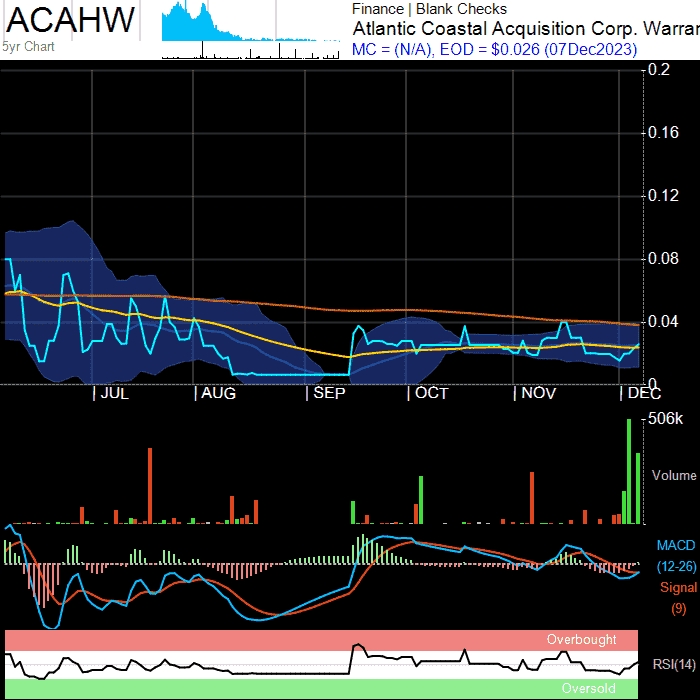 ACAHW
5yr Chart
Finance | Blank Checks
Atlantic Coastal Acquisition Corp. Warran
MC = (N/A), EOD = $0.026 (07Dec2023)
0.2
0.16
0.12
0.08
0.04
0
JUL AUG SEP OCT NOV DEC
506k
Volume
MACD
(12-26)
Signal
(9)
Overbought
RSI(14)
Oversold